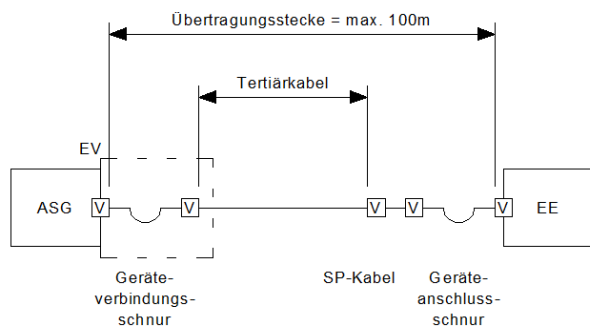 Übertragungsstecke = max. 100m
Tertiärkabel
EV
ASG
V
V
V
V
V
EE
Geräte-
verbindungs-
schnur
SP-Kabel
Geräte-
anschluss-
schnur